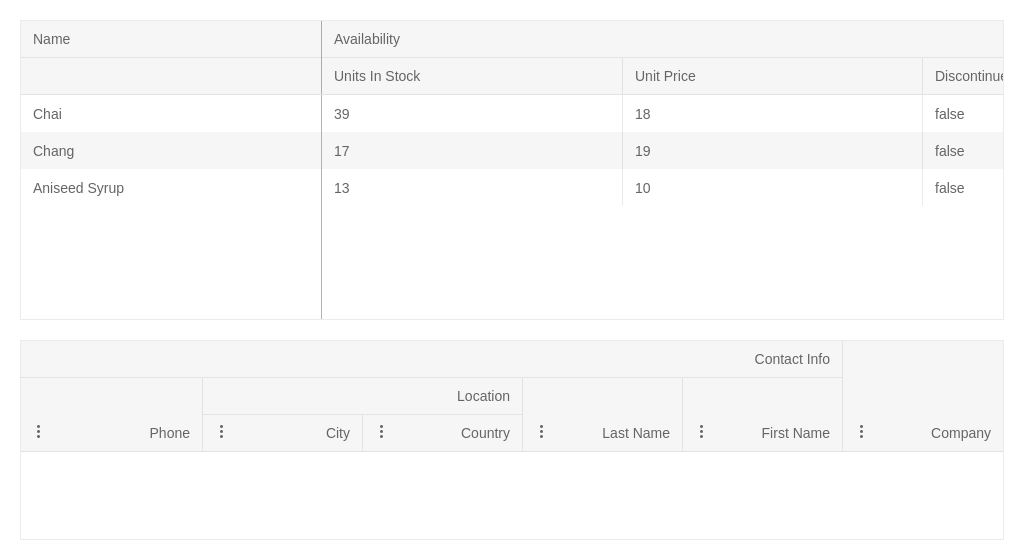 Name Availability
Units In Stock Unit Price Discontinue
Chai 39 18 false
Chang 17 19 false
Aniseed Syrup 13 10 false
Contact Info
Location
Phone City Country Last Name First Name Company